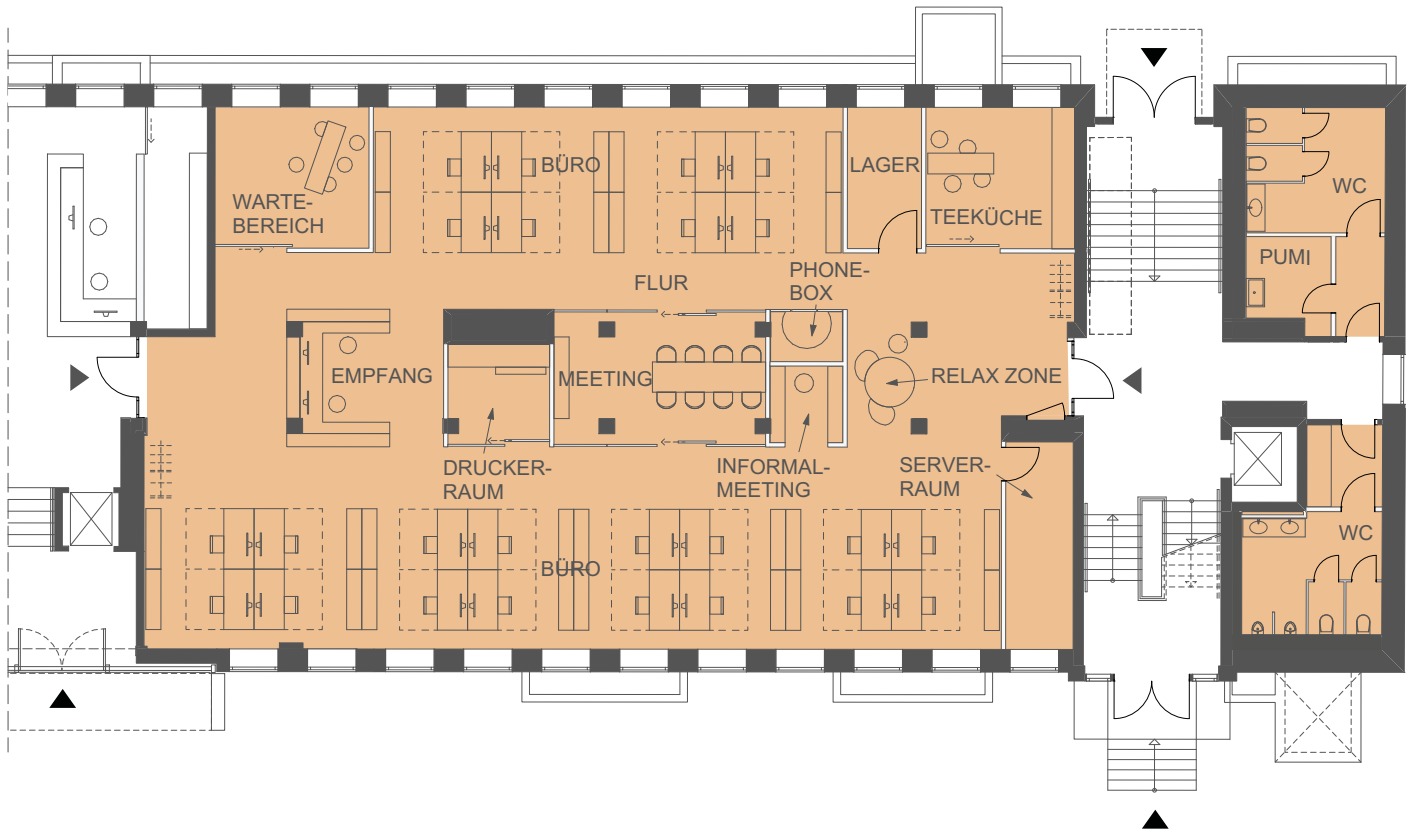 BÜRO
LAGER
WARTE-
BEREICH
TEEKÜCHE
WC
PUMI
FLUR
PHONE-
BOX
EMPFANG
MEETING
RELAX ZONE
DRUCKER-
RAUM
INFORMAL-
MEETING
SERVER-
RAUM
BÜRO
WC